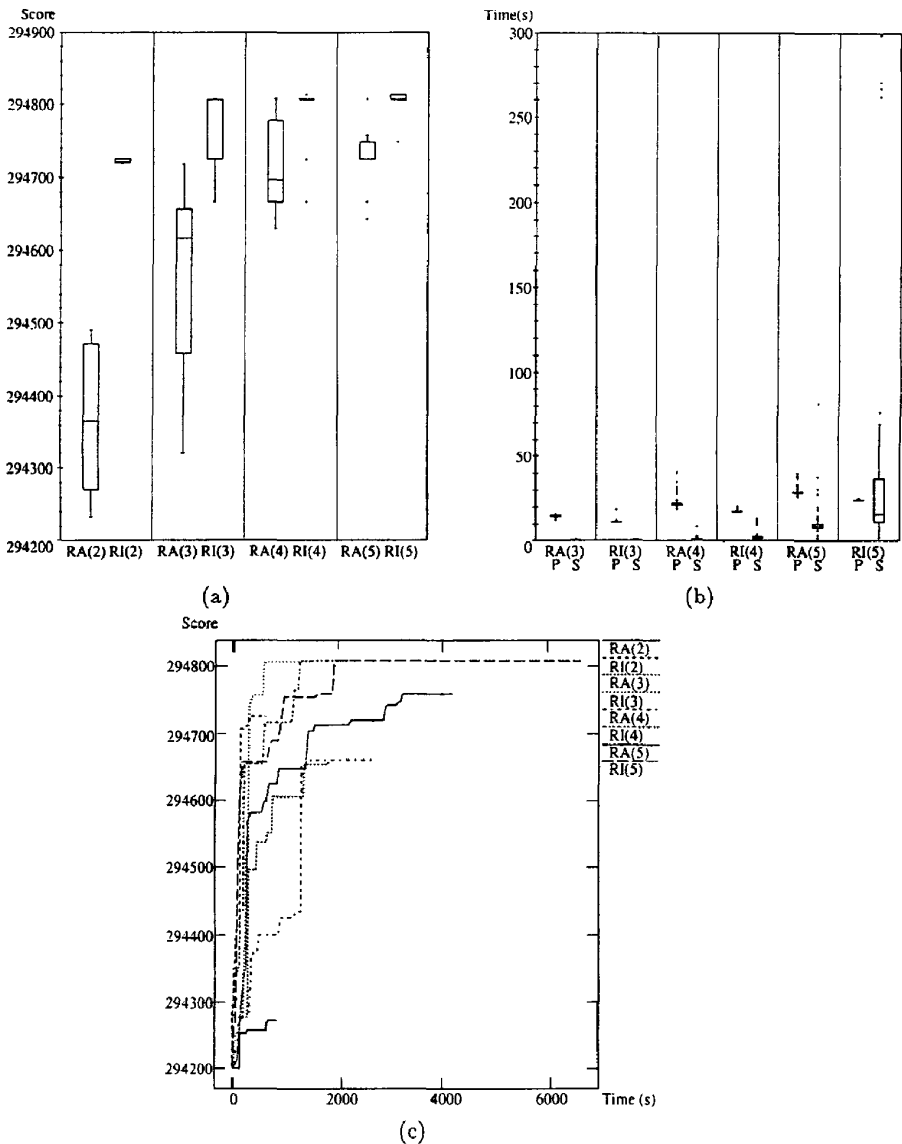 Score
294900
294800
294700
294600
294500
294400
294300
294200
RA(2) RI(2) RA(3) RI(3) RA(4) RI(4) RA(5) RI(5)
(a)
Time(s)
300
250
200
150
100
50
0
RA(3) RI(3) RA(4) RI(4) RA(5) RI(5)
P S P S P S P S P S P S
(b)
Score
294800
294700
294600
294500
294400
294300
294200
0 2000 4000 6000 Time (s)
RA(2)
RI(2)
RA(3)
RI(3)
RA(4)
RI(4)
RA(5)
RI(5)
(c)